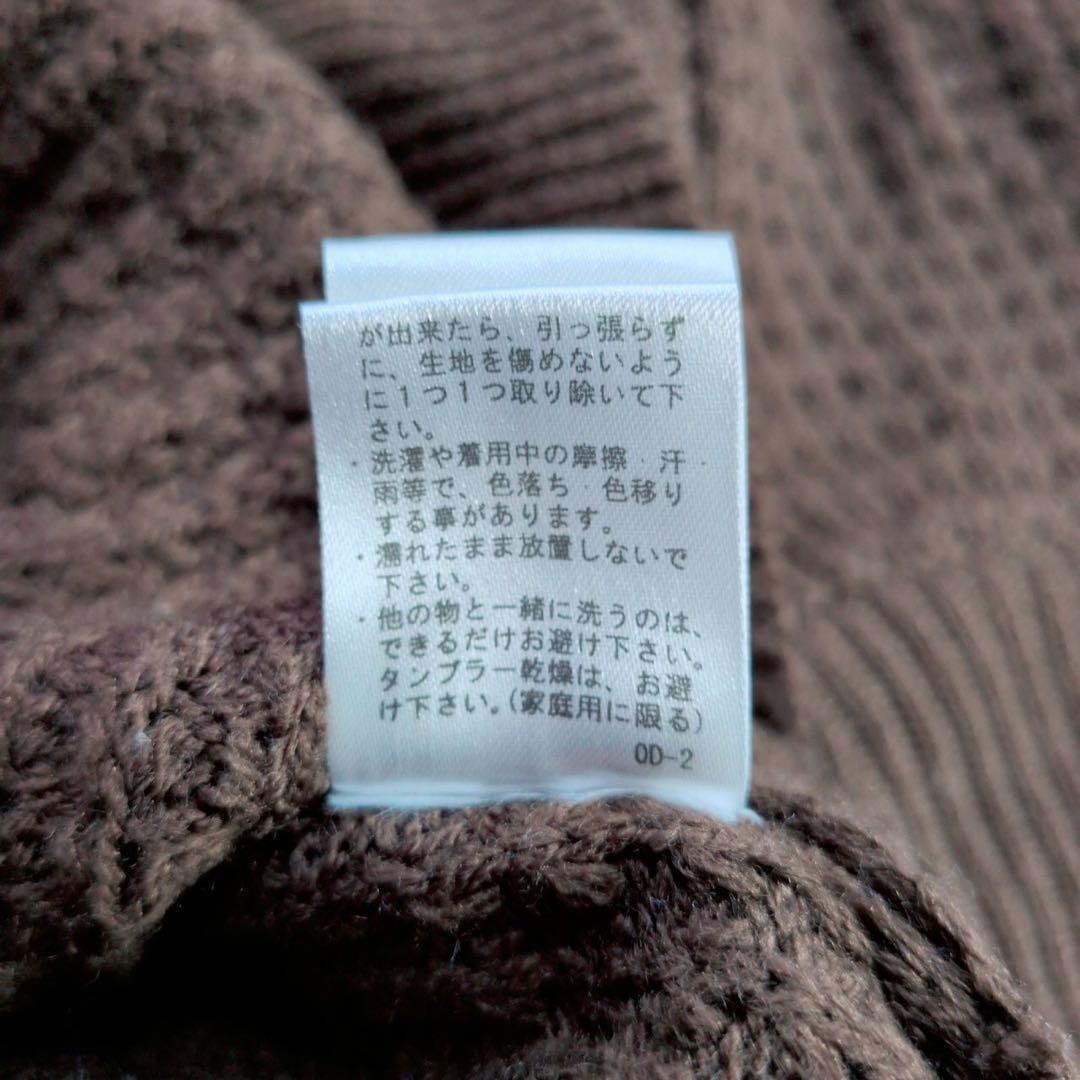 が出来たら、引っ張らず
に、生地を傷めないよう
に1つ1つ取り除いて下
さい。
・洗濯や着用中の摩擦・汗・
雨等で、色落ち・色移り
する事があります。
・濡れたまま放置しないで
下さい。
・他の物と一緒に洗うのは、
できるだけお避け下さい。
タンブラー乾燥は、お避
け下さい。(家庭用に限る)
OD-2